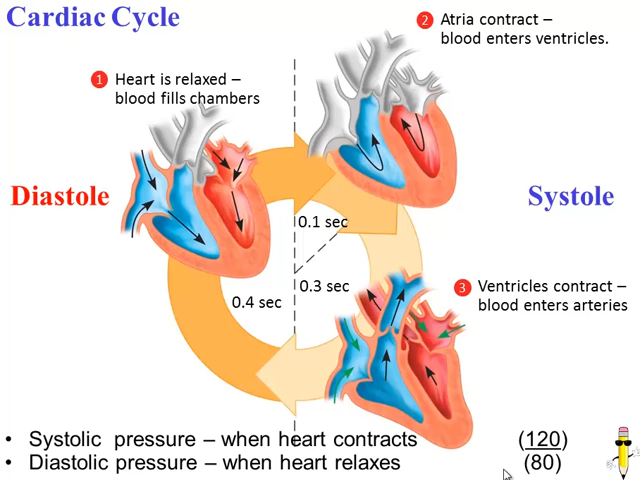 Cardiac Cycle
2 Atria contract –
blood enters ventricles.
1 Heart is relaxed –
blood fills chambers
Diastole
Systole
0.1 sec
0.3 sec
0.4 sec
3 Ventricles contract –
blood enters arteries
• Systolic pressure – when heart contracts (120)
• Diastolic pressure – when heart relaxes (80)